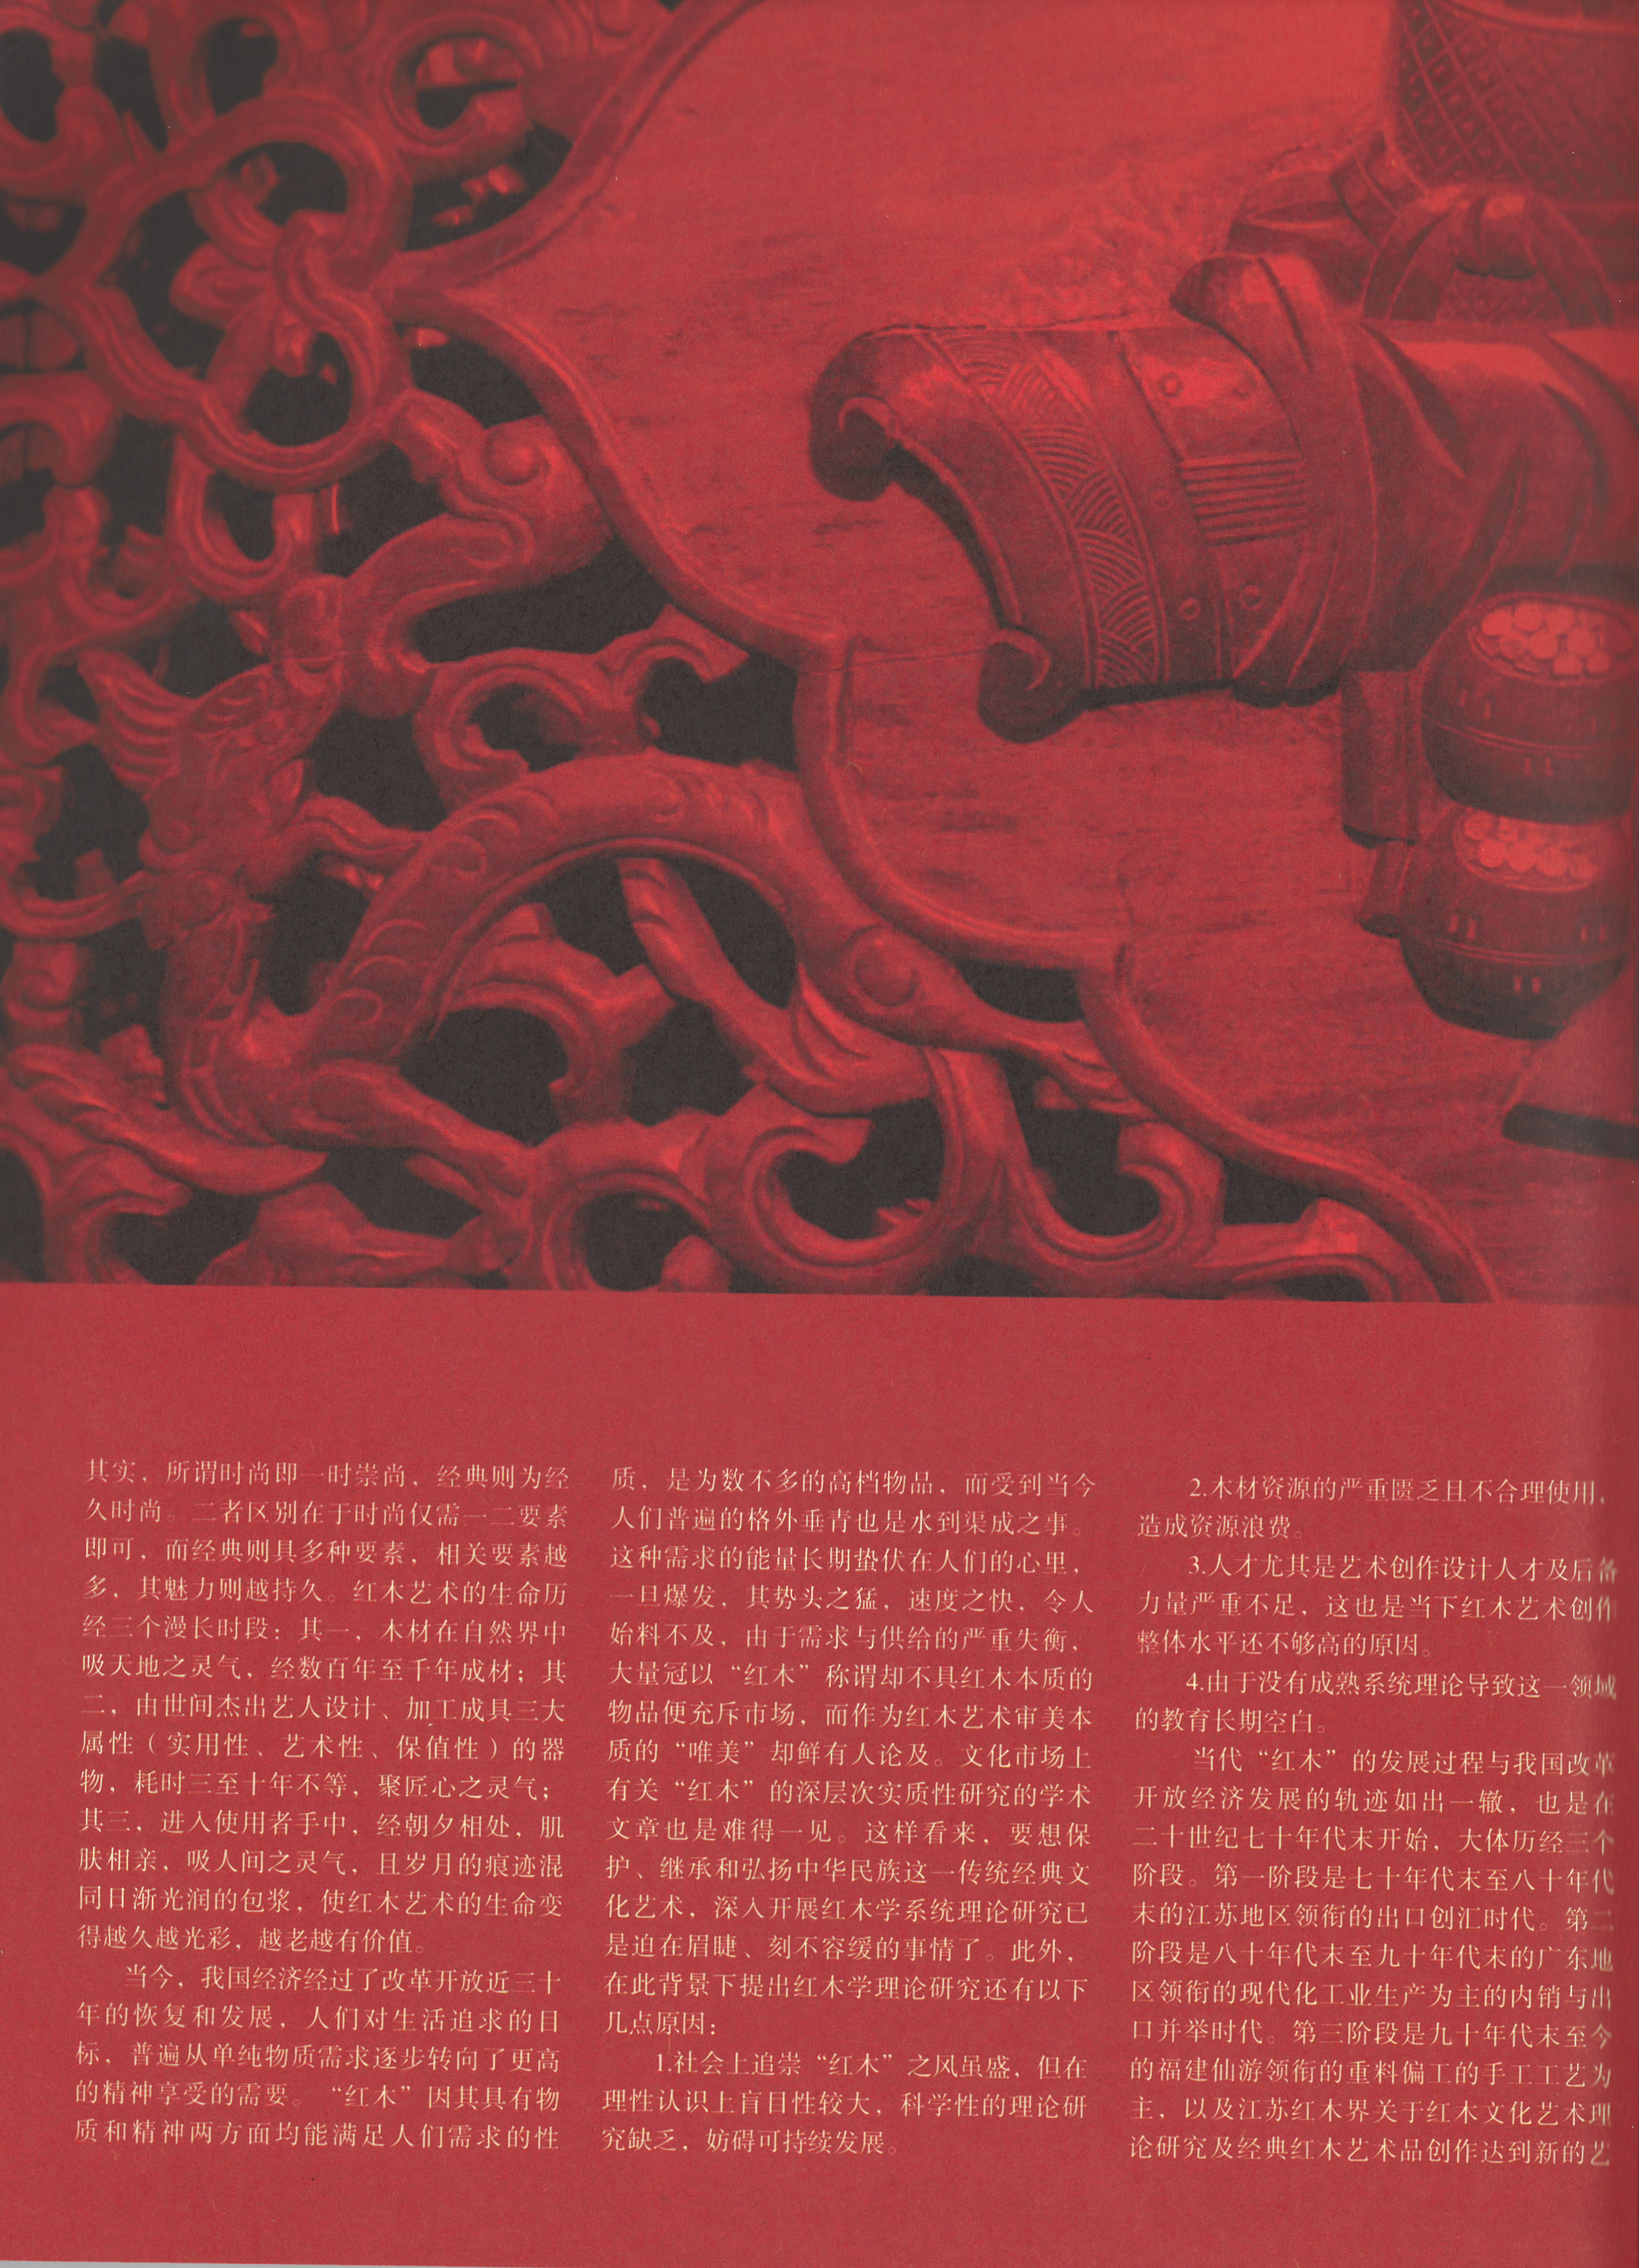 其实，所谓时尚即一时崇尚，经典则为经
久时尚。二者区别在于时尚仅需一二要素
即可，而经典则具多种要素，相关要素越
多，其魅力则越持久。红木艺术的生命历
经三个漫长时段：其一，木材在自然界中
吸天地之灵气，经数百年至千年成材；其
二，由世间杰出艺人设计、加工成具三大
属性（实用性、艺术性、保值性）的器
物，耗时三至十年不等，聚匠心之灵气；
其三，进入使用者手中，经朝夕相处，肌
肤相亲，吸人间之灵气，且岁月的痕迹混
同日渐光润的包浆，使红木艺术的生命变
得越久越光彩，越老越有价值。
当今，我国经济经过了改革开放近三十
年的恢复和发展，人们对生活追求的目
标，普遍从单纯物质需求逐步转向了更高
的精神享受的需要。“红木”因其具有物
质和精神两方面均能满足人们需求的性
质，是为数不多的高档物品，而受到当今
人们普遍的格外垂青也是水到渠成之事。
这种需求的能量长期蛰伏在人们的心里，
一旦爆发，其势头之猛，速度之快，令人
始料不及，由于需求与供给的严重失衡，
大量冠以“红木”称谓却不具红木本质的
物品便充斥市场，而作为红木艺术审美本
质的“唯美”却鲜有人论及。文化市场上
有关“红木”的深层次实质性研究的学术
文章也是难得一见。这样看来，要想保
护、继承和弘扬中华民族这一传统经典文
化艺术，深入开展红木学系统理论研究已
是迫在眉睫、刻不容缓的事情了。此外，
在此背景下提出红木学理论研究还有以下
几点原因：
1.社会上追崇“红木”之风虽盛，但在
理性认识上盲目性较大，科学性的理论研
究缺乏，妨碍可持续发展。
2.木材资源的严重匮乏且不合理使用，
造成资源浪费。
3.人才尤其是艺术创作设计人才及后备
力量严重不足，这也是当下红木艺术创作
整体水平还不够高的原因。
4.由于没有成熟系统理论导致这一领域
的教育长期空白。
当代“红木”的发展过程与我国改革
开放经济发展的轨迹如出一辙，也是在
二十世纪七十年代末开始，大体历经三个
阶段。第一阶段是七十年代末至八十年代
末的江苏地区领衔的出口创汇时代。第二
阶段是八十年代末至九十年代末的广东地
区领衔的现代化工业生产为主的内销与出
口并举时代。第三阶段是九十年代末至今
的福建仙游领衔的重料偏工的手工工艺为
主，以及江苏红木界关于红木文化艺术理
论研究及经典红木艺术品创作达到新的艺